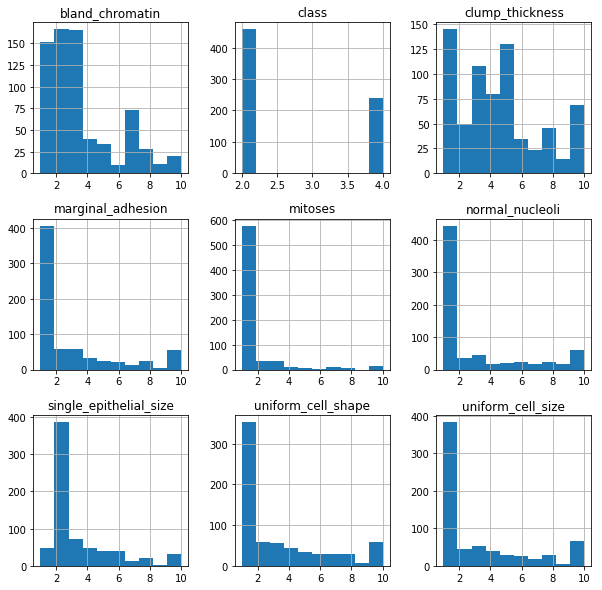 bland_chromatin
150
125
100
75
50
25
0
2 4 6 8 10
class
400
300
200
100
0
2.0 2.5 3.0 3.5 4.0
clump_thickness
150
125
100
75
50
25
0
2 4 6 8 10
marginal_adhesion
400
300
200
100
0
2 4 6 8 10
mitoses
600
500
400
300
200
100
0
2 4 6 8 10
normal_nucleoli
400
300
200
100
0
2 4 6 8 10
single_epithelial_size
400
300
200
100
0
2 4 6 8 10
uniform_cell_shape
300
200
100
0
2 4 6 8 10
uniform_cell_size
400
300
200
100
0
2 4 6 8 10